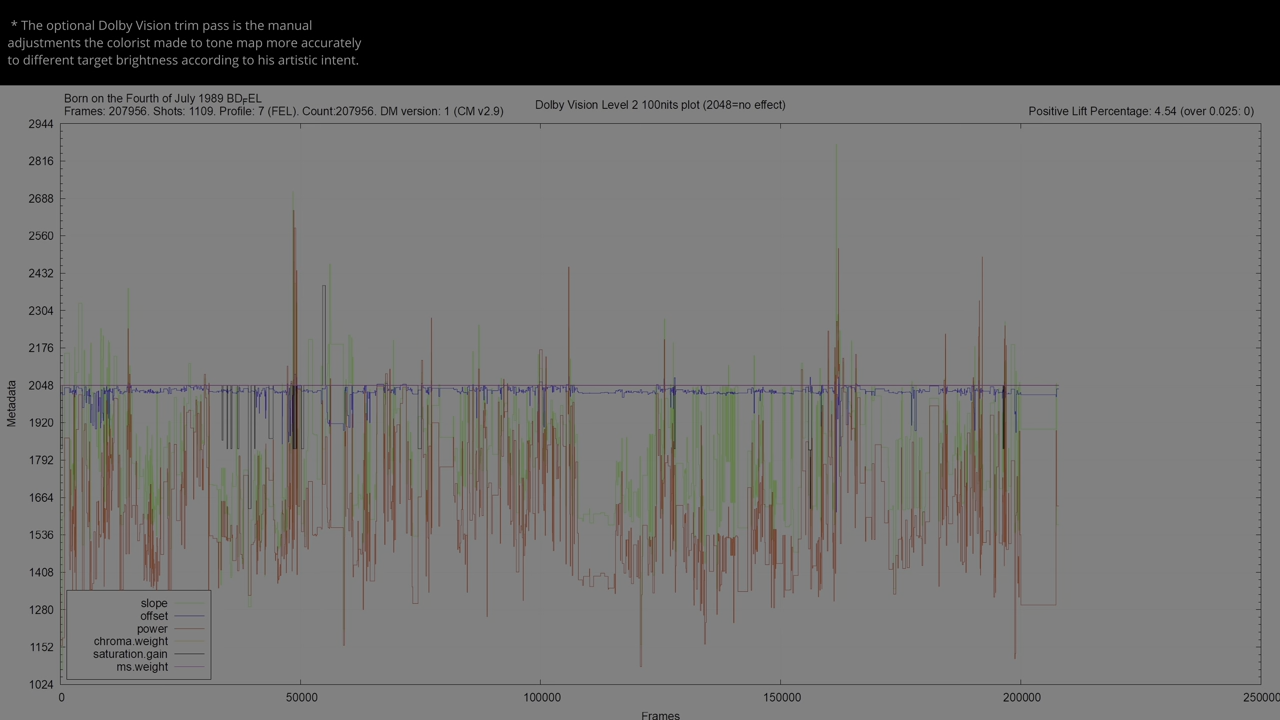 * The optional Dolby Vision trim pass is the manual
adjustments the colorist made to tone map more accurately
to different target brightness according to his artistic intent.
Born on the Fourth of July 1989 BDFEL
Frames: 207956. Shots: 1109. Profile: 7 (FEL). Count:207956. DM version: 1 (CM v2.9)
Dolby Vision Level 2 100nits plot (2048=no effect)
Positive Lift Percentage: 4.54 (over 0.025: 0)
2944
2816
2688
2560
2432
2304
2176
2048
1920
1792
1664
1536
1408
1280
1152
1024
Metadata
slope
offset
power
chroma.weight
saturation.gain
ms.weight
0
50000
100000
150000
200000
250000
Frames